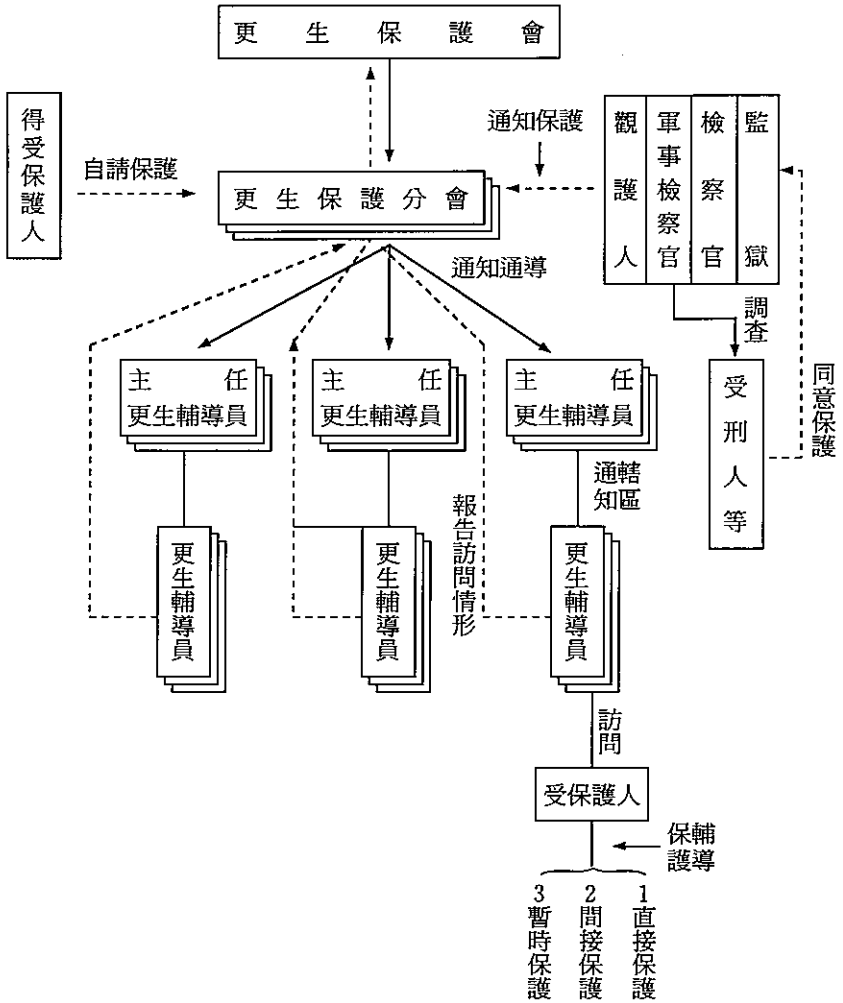 更生保護會
得受保護人
自請保護
更生保護分會
通知保護
觀護人
軍事檢察官
檢察官
監獄
通知通導
調查
同意保護
受刑人等
主任
更生輔導員
主任
更生輔導員
主任
更生輔導員
通轄
知區
報告訪問情形
更生輔導員
更生輔導員
更生輔導員
訪問
受保護人
保輔
護導
1直接保護
2間接保護
3暫時保護